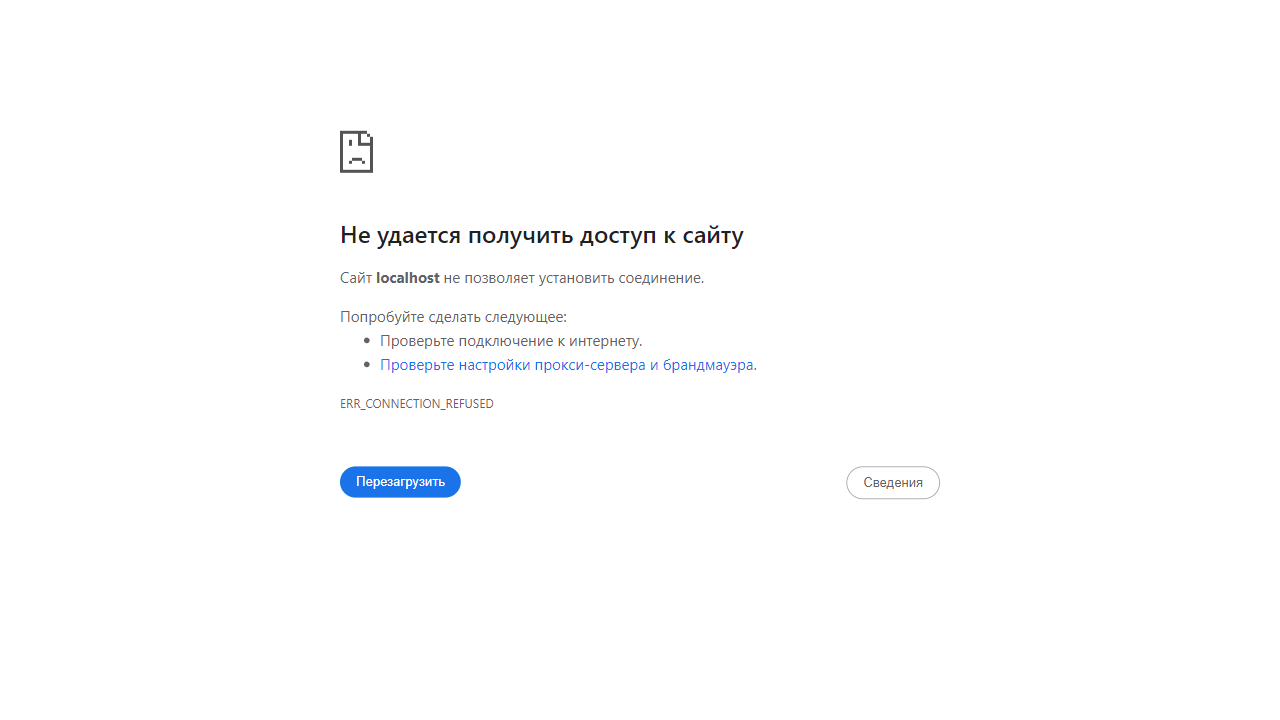 Не удается получить доступ к сайту
Сайт localhost не позволяет установить соединение.
Попробуйте сделать следующее:
Проверьте подключение к интернету.
Проверьте настройки прокси-сервера и брандмауэра.
ERR_CONNECTION_REFUSED
Перезагрузить
Сведения